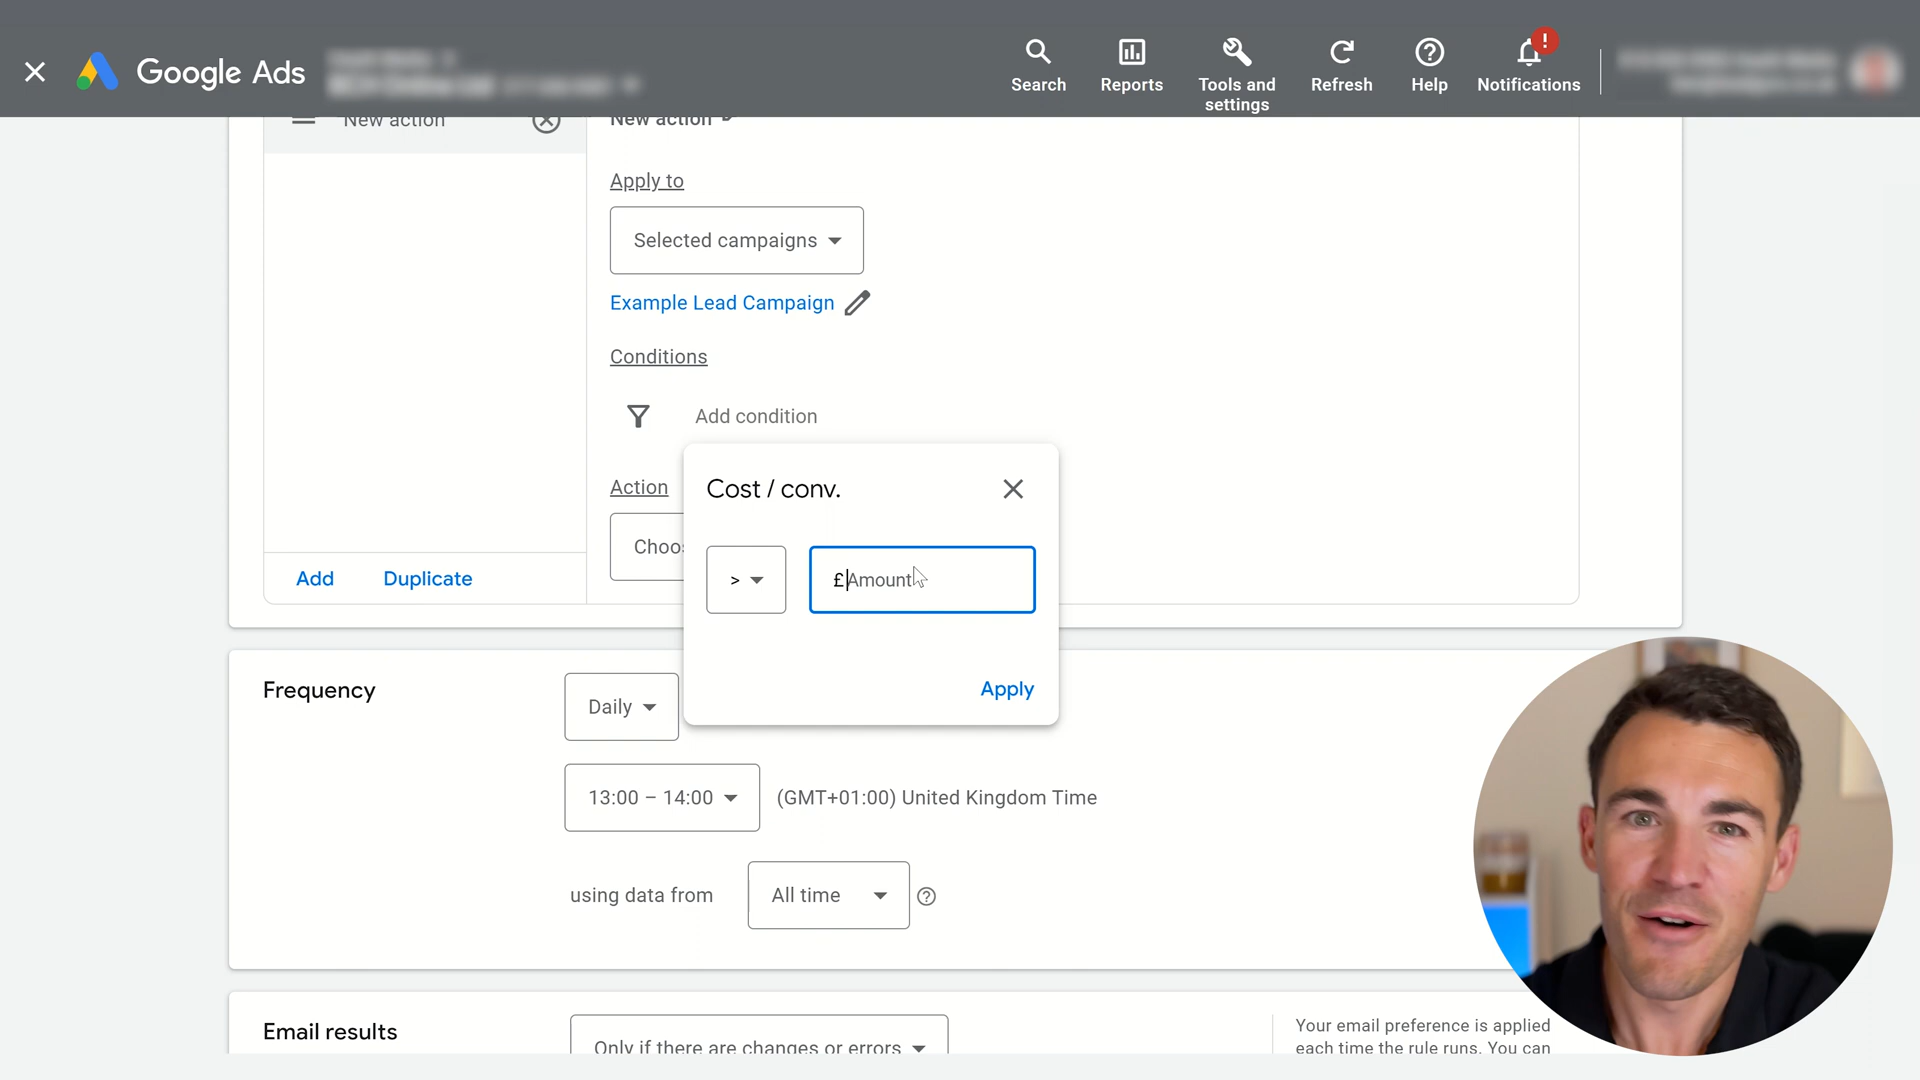 Google Ads
Search
Reports
Tools and
settings
Refresh
Help
!
Notifications
New action
New action
Apply to
Selected campaigns
Example Lead Campaign
Conditions
Add condition
Action
Choo
Cost / conv.
>
£Amount
Apply
Add
Duplicate
Frequency
Daily
13:00 – 14:00
(GMT+01:00) United Kingdom Time
using data from
All time
Email results
Only if there are changes or errors
Your email preference is applied
each time the rule runs. You can